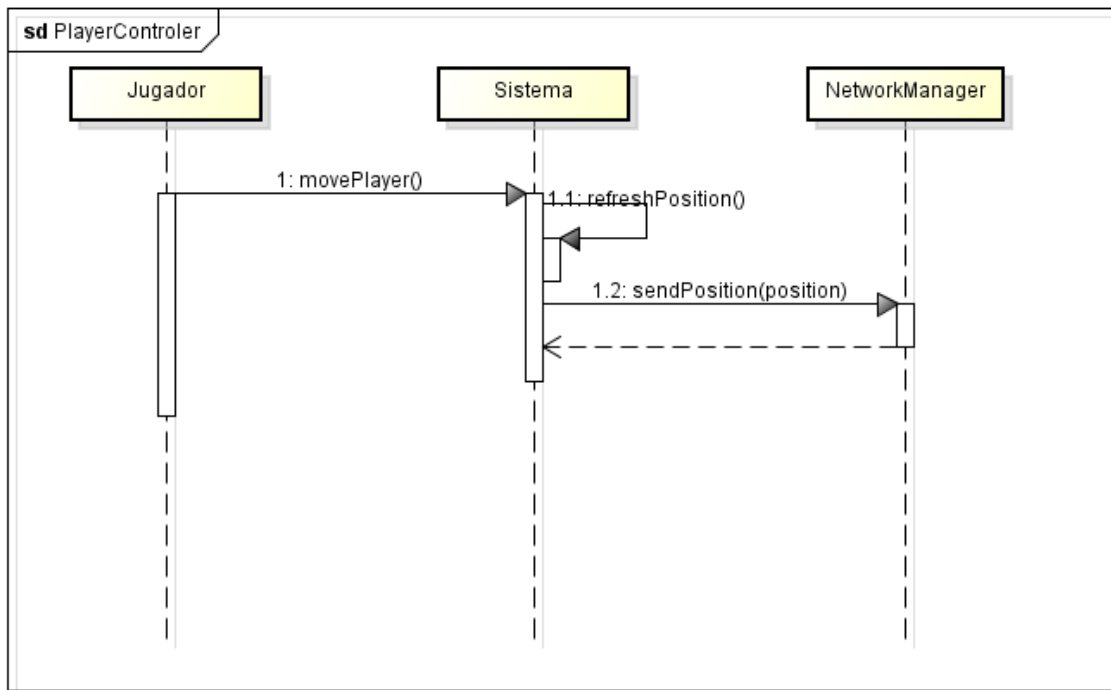 sd PlayerControler
Jugador
Sistema
NetworkManager
1: movePlayer()
1.1: refreshPosition()
1.2: sendPosition(position)